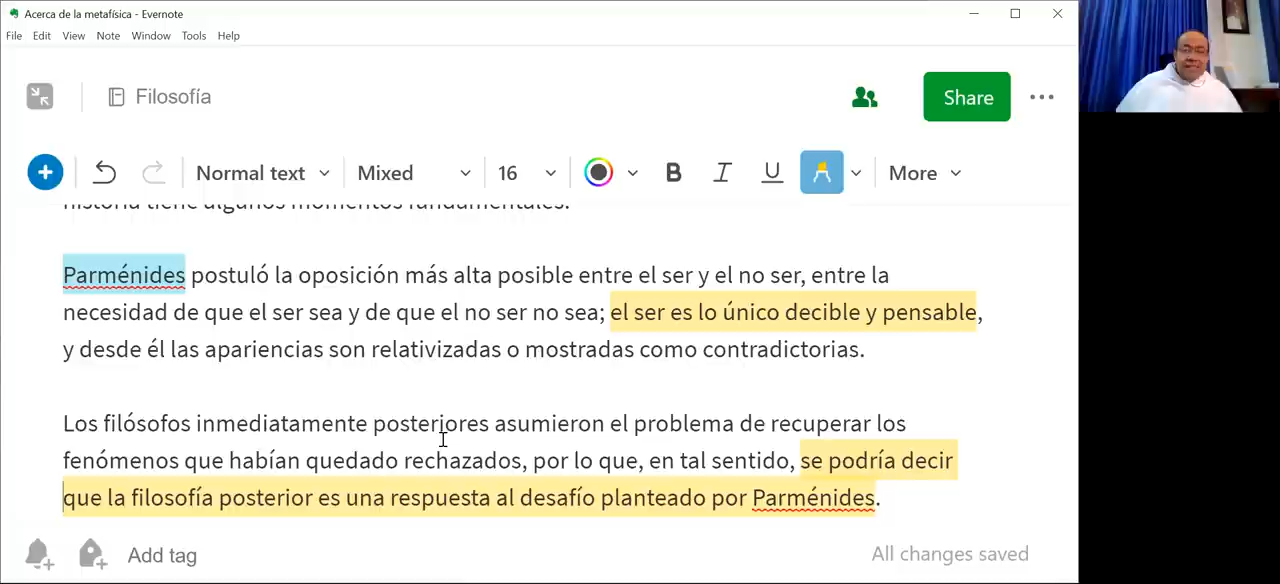 Acerca de la metafísica - Evernote
File Edit View Note Window Tools Help
Filosofía
Share
Normal text Mixed 16 B I U More
historia tiene algunos momentos fundamentales.
Parménides postuló la oposición más alta posible entre el ser y el no ser, entre la
necesidad de que el ser sea y de que el no ser no sea; el ser es lo único decible y pensable,
y desde él las apariencias son relativizadas o mostradas como contradictorias.
Los filósofos inmediatamente posteriores asumieron el problema de recuperar los
fenómenos que habían quedado rechazados, por lo que, en tal sentido, se podría decir
que la filosofía posterior es una respuesta al desafío planteado por Parménides.
Add tag
All changes saved